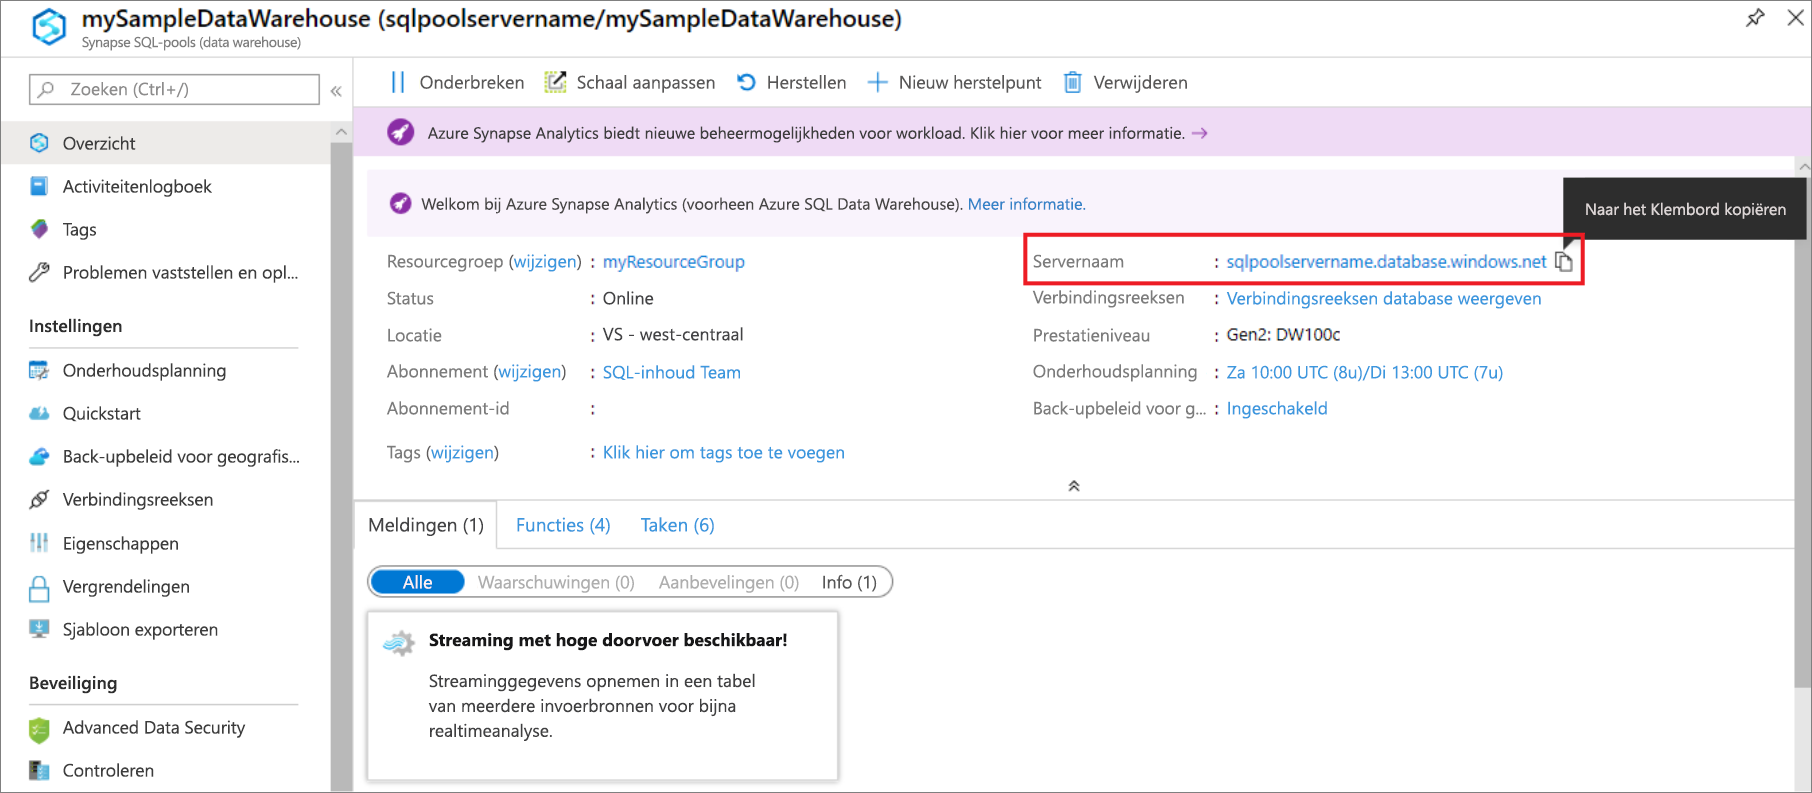 mySampleDataWarehouse (sqlpoolservername/mySampleDataWarehouse)
Synapse SQL-pools (data warehouse)
Zoeken (Ctrl+/)
Onderbreken
Schaal aanpassen
Herstellen
Nieuw herstelpunt
Verwijderen
Overzicht
Activiteitenlogboek
Tags
Problemen vaststellen en opl...
Instellingen
Onderhoudsplanning
Quickstart
Back-upbeleid voor geografis...
Verbindingsreeksen
Eigenschappen
Vergrendelingen
Sjabloon exporteren
Beveiliging
Advanced Data Security
Controleren
Azure Synapse Analytics biedt nieuwe beheermogelijkheden voor workload. Klik hier voor meer informatie. →
Welkom bij Azure Synapse Analytics (voorheen Azure SQL Data Warehouse). Meer informatie.
Naar het Klembord kopiëren
Resourcegroep (wijzigen) : myResourceGroup
Status : Online
Locatie : VS - west-centraal
Abonnement (wijzigen) : SQL-inhoud Team
Abonnement-id :
Tags (wijzigen) : Klik hier om tags toe te voegen
Servernaam : sqlpoolservername.database.windows.net
Verbindingsreeksen : Verbindingsreeksen database weergeven
Prestatieniveau : Gen2: DW100c
Onderhoudsplanning : Za 10:00 UTC (8u)/Di 13:00 UTC (7u)
Back-upbeleid voor g... : Ingeschakeld
Meldingen (1)
Functies (4)
Taken (6)
Alle
Waarschuwingen (0)
Aanbevelingen (0)
Info (1)
Streaming met hoge doorvoer beschikbaar!
Streaminggegevens opnemen in een tabel
van meerdere invoerbronnen voor bijna
realtimeanalyse.